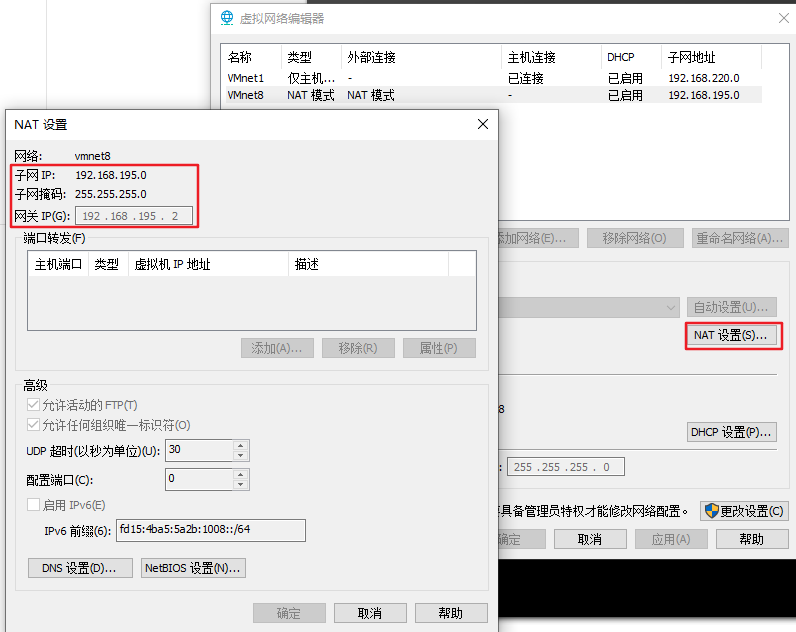 虚拟网络编辑器
名称 类型 外部连接 主机连接 DHCP 子网地址
VMnet1 仅主机... - 已连接 已启用 192.168.220.0
VMnet8 NAT 模式 NAT 模式 - 已启用 192.168.195.0
NAT 设置
网络: vmnet8
子网 IP: 192.168.195.0
子网掩码: 255.255.255.0
网关 IP(G): 192 . 168 . 195 . 2
端口转发(F)
主机端口 类型 虚拟机 IP 地址 描述
添加(A)... 移除(R) 属性(P)
高级
允许活动的 FTP(T)
允许任何组织唯一标识符(O)
UDP 超时(以秒为单位)(U): 30
配置端口(C): 0
启用 IPv6(E)
IPv6 前缀(6): fd15:4ba5:5a2b:1008::/64
DNS 设置(D)... NetBIOS 设置(N)...
确定 取消 帮助
添加网络(E)... 移除网络(O) 重命名网络(A)...
自动设置(U)...
NAT 设置(S)...
8
DHCP 设置(P)...
: 255 . 255 . 255 . 0
具备管理员特权才能修改网络配置。 更改设置(C)
确定 取消 应用(A) 帮助